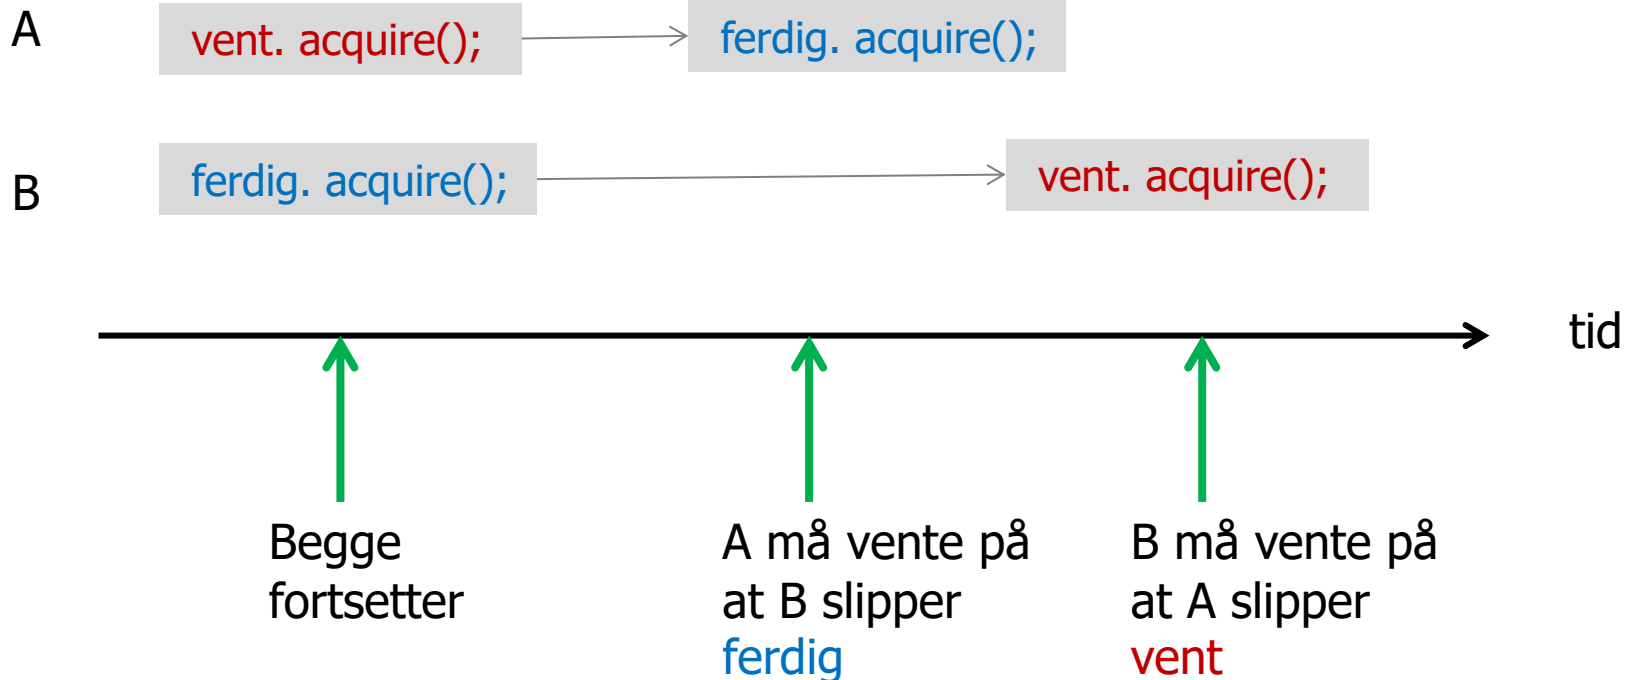 A
vent. acquire();
ferdig. acquire();
B
ferdig. acquire();
vent. acquire();
tid
Begge
fortsetter
A må vente på
at B slipper
ferdig
B må vente på
at A slipper
vent